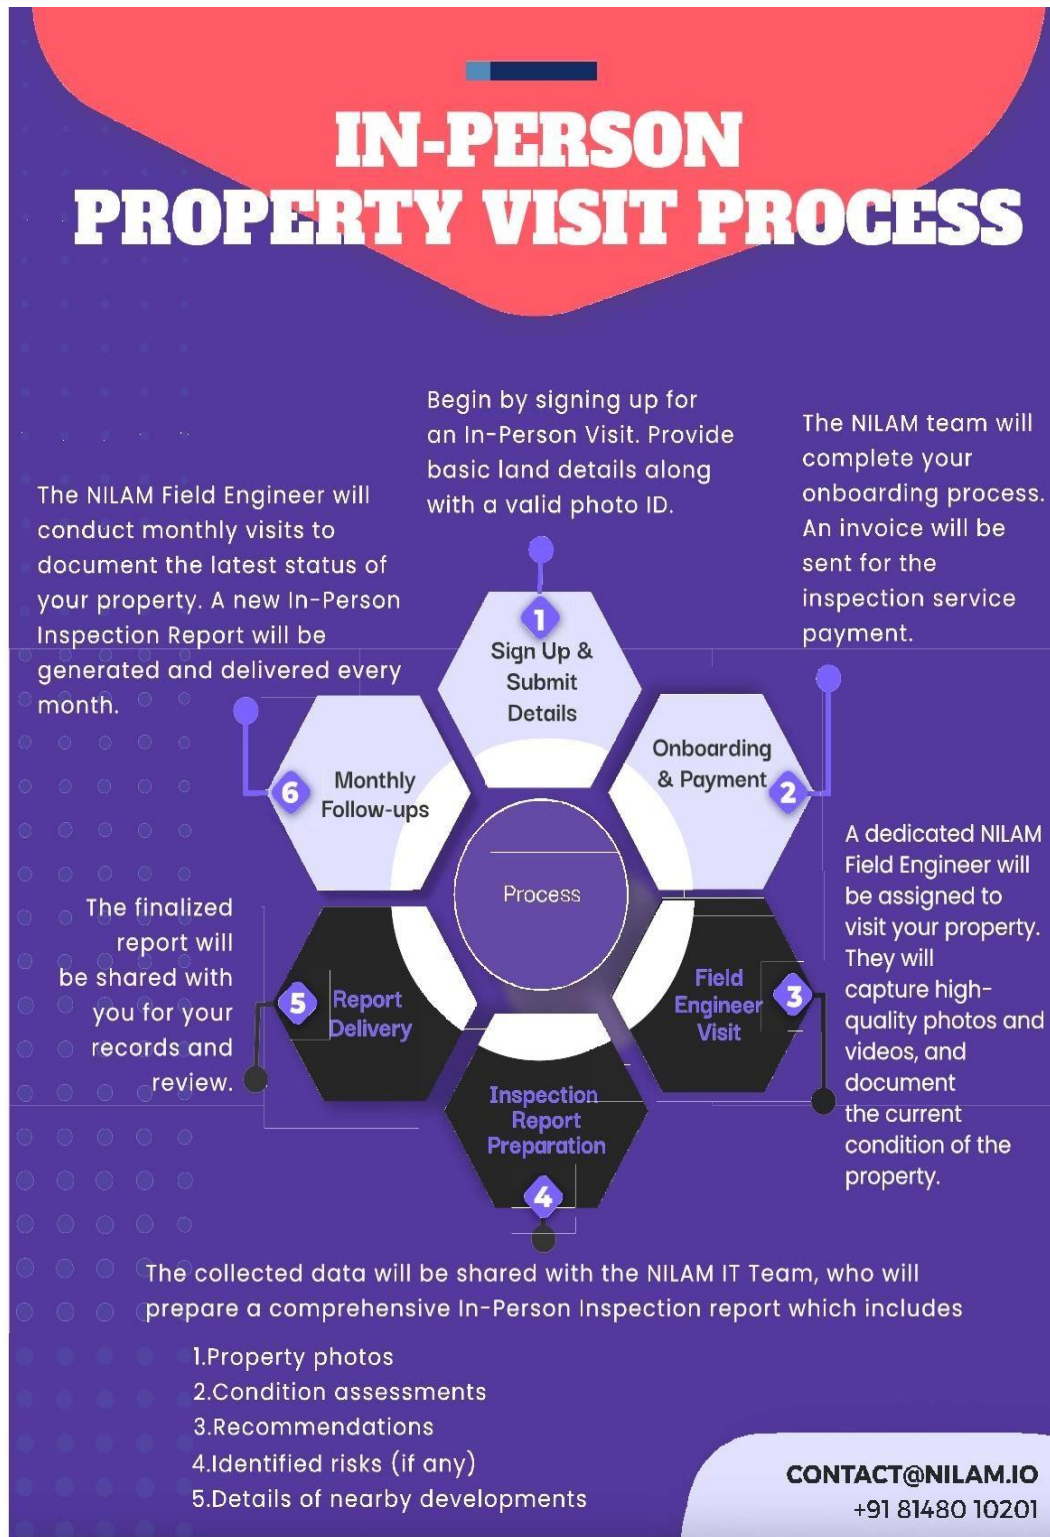 IN-PERSON
PROPERTY VISIT PROCESS
Begin by signing up for
an In-Person Visit. Provide
basic land details along
with a valid photo ID.
1
Sign Up &
Submit
Details
The NILAM team will
complete your
onboarding process.
An invoice will be
sent for the
inspection service
payment.
Onboarding
& Payment
2
A dedicated NILAM
Field Engineer will
be assigned to
visit your property.
They will
capture high-
quality photos and
videos, and
document
the current
condition of the
property.
Field
Engineer
Visit
3
Inspection
Report
Preparation
4
The collected data will be shared with the NILAM IT Team, who will
prepare a comprehensive In-Person Inspection report which includes
1.Property photos
2.Condition assessments
3.Recommendations
4.Identified risks (if any)
5.Details of nearby developments
The finalized
report will
be shared with
you for your
records and
review.
5
Report
Delivery
The NILAM Field Engineer will
conduct monthly visits to
document the latest status of
your property. A new In-Person
Inspection Report will be
generated and delivered every
month.
6
Monthly
Follow-ups
Process
CONTACT@NILAM.IO
+91 81480 10201